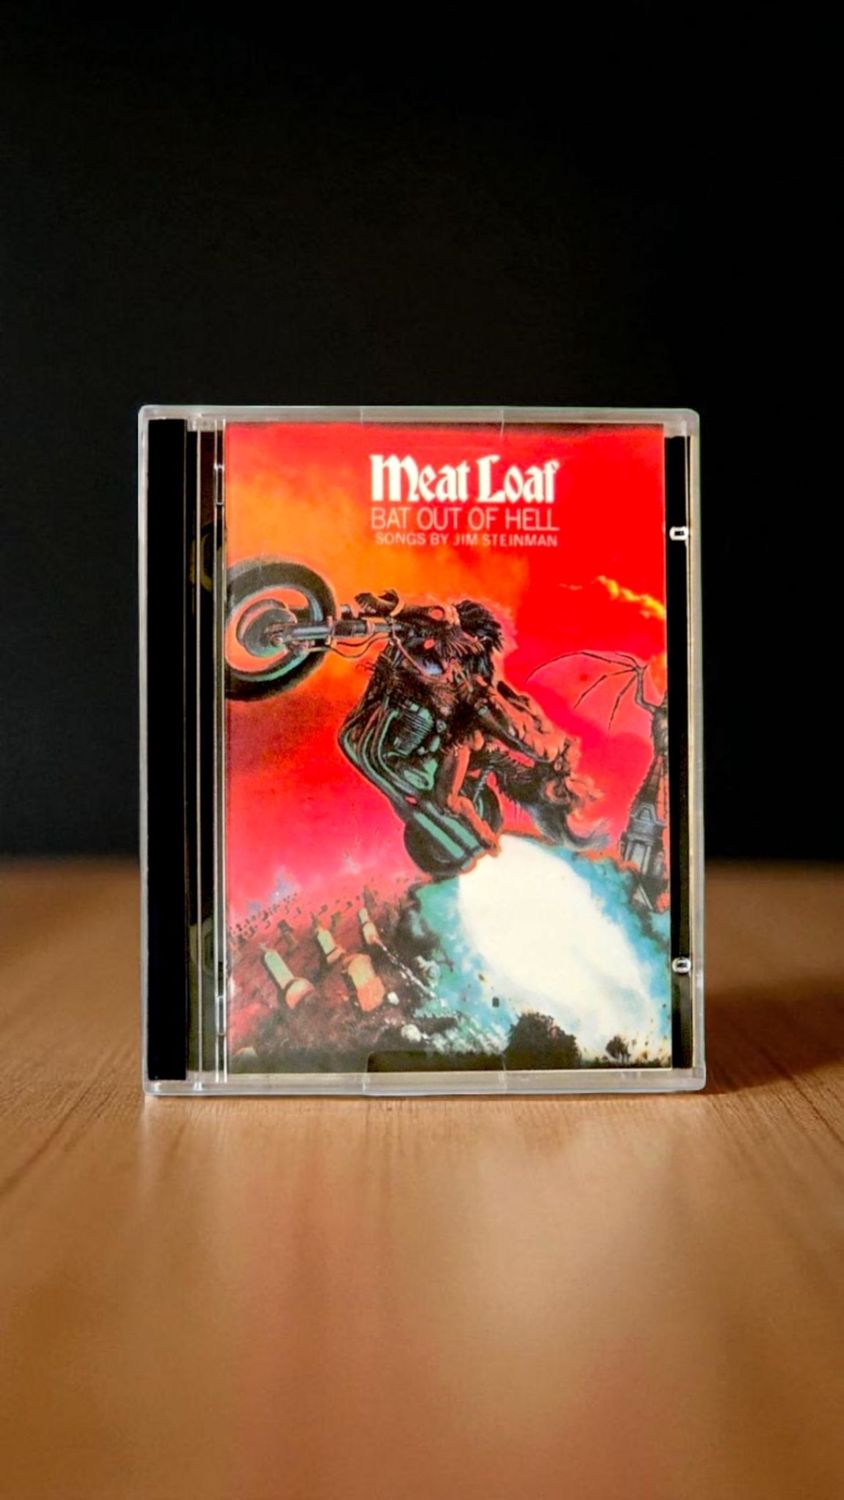 Meat Loaf
BAT OUT OF HELL
SONGS BY JIM STEINMAN